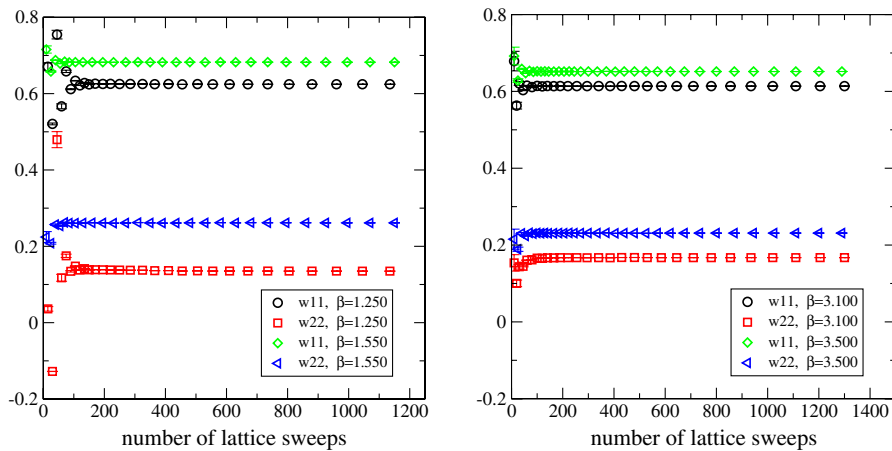 0.8
0.6
0.4
0.2
0
-0.2
0 200 400 600 800 1000 1200
number of lattice sweeps
w11, β=1.250
w22, β=1.250
w11, β=1.550
w22, β=1.550
0.8
0.6
0.4
0.2
0
-0.2
0 200 400 600 800 1000 1200 1400
number of lattice sweeps
w11, β=3.100
w22, β=3.100
w11, β=3.500
w22, β=3.500